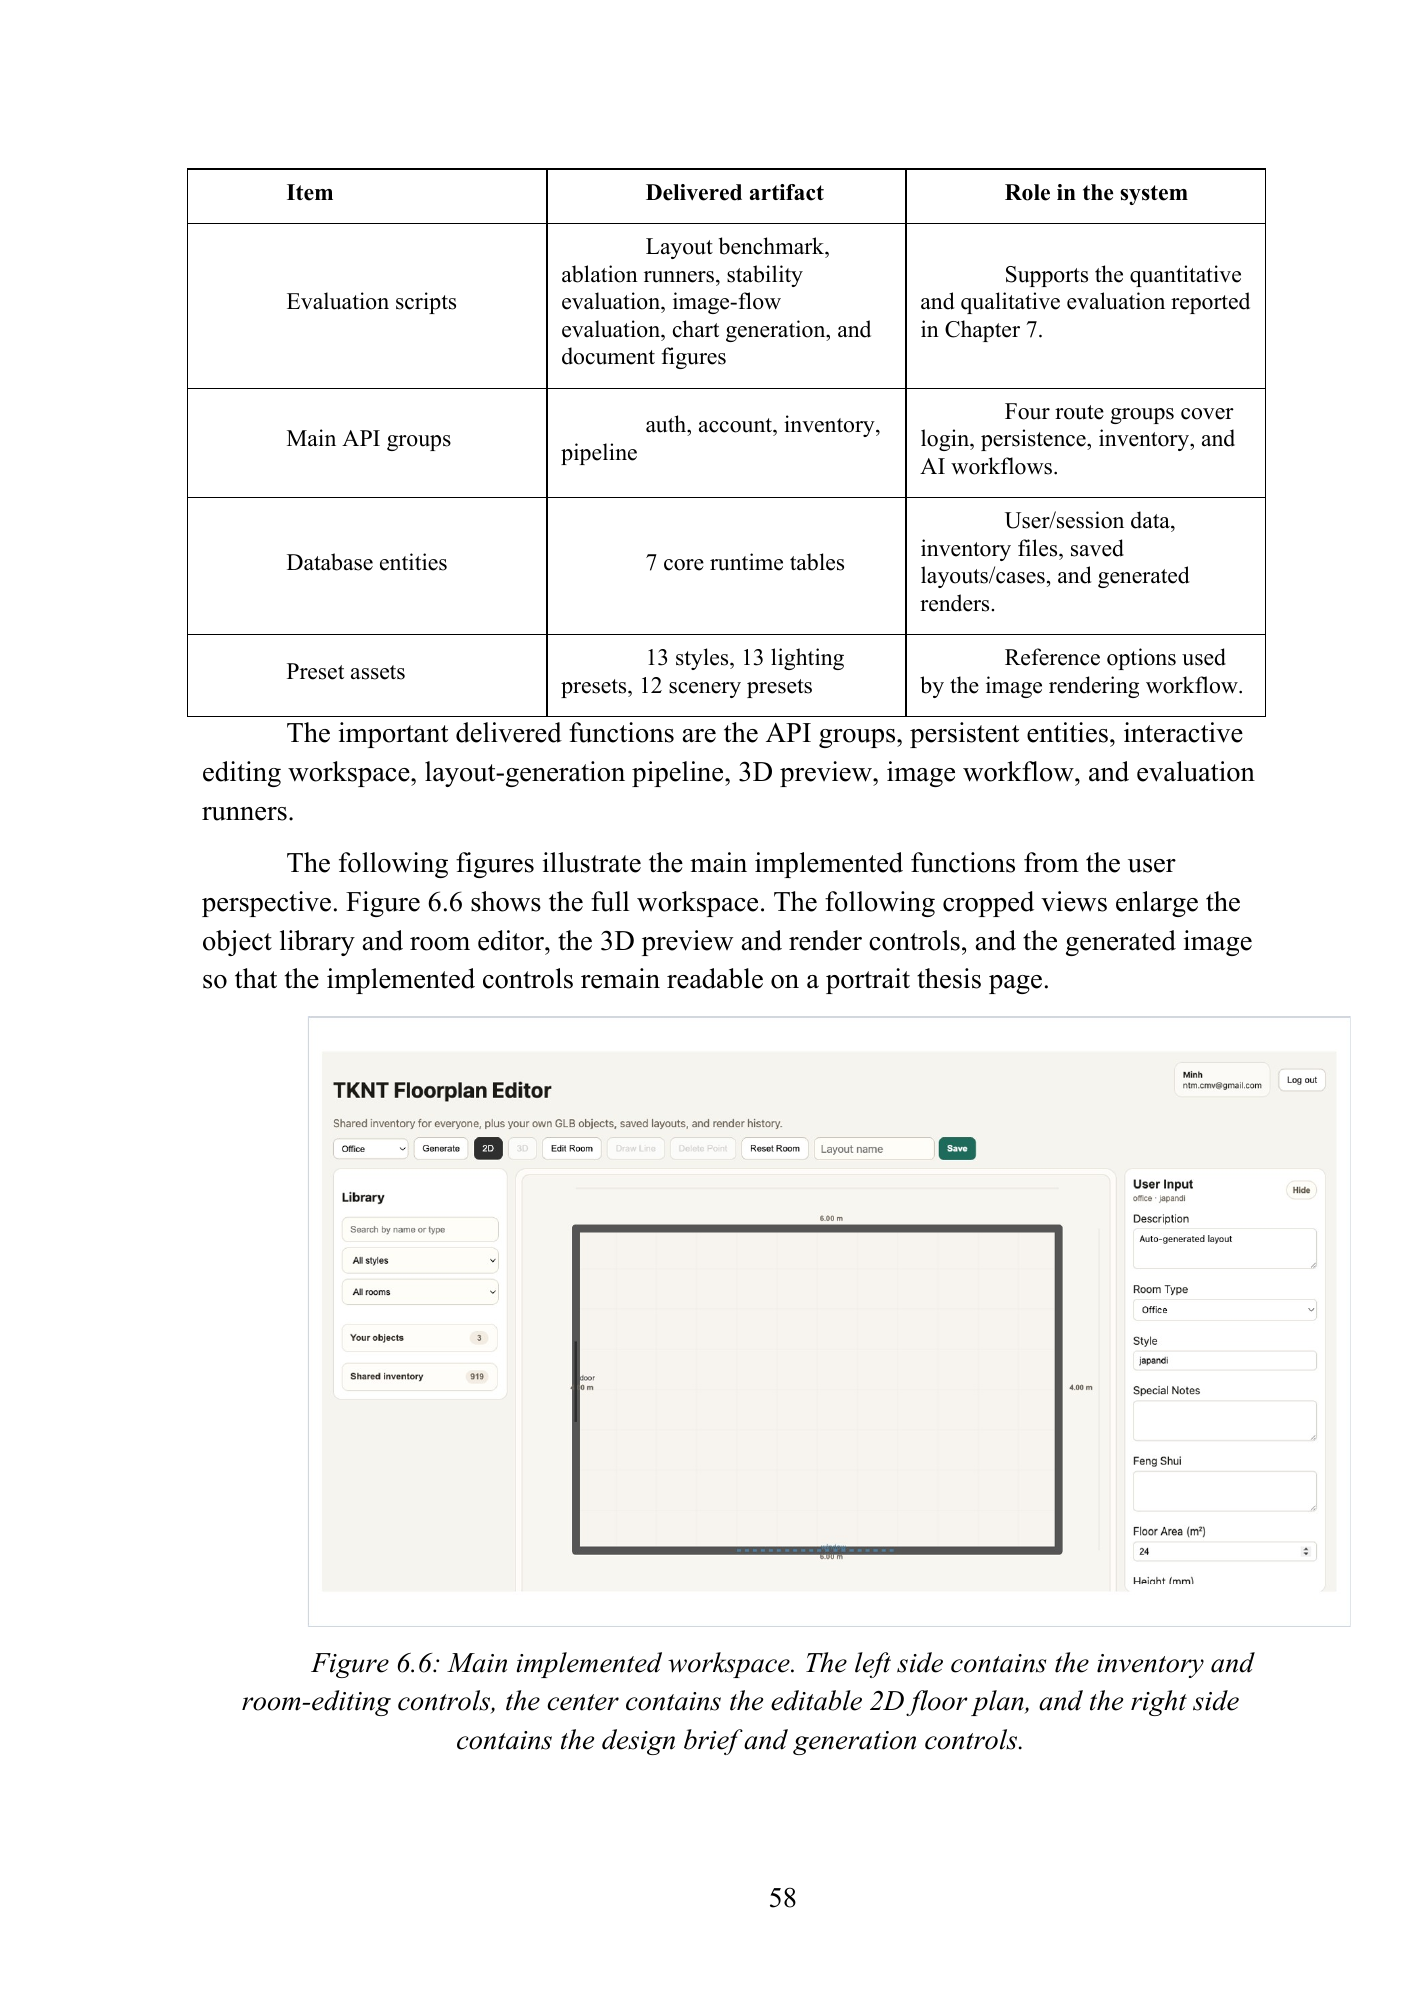 Item
Delivered artifact
Role in the system
Evaluation scripts
Layout benchmark,
ablation runners, stability
evaluation, image-flow
evaluation, chart generation, and
document figures
Supports the quantitative
and qualitative evaluation reported
in Chapter 7.
Main API groups
auth, account, inventory,
pipeline
Four route groups cover
login, persistence, inventory, and
AI workflows.
Database entities
7 core runtime tables
User/session data,
inventory files, saved
layouts/cases, and generated
renders.
Preset assets
13 styles, 13 lighting
presets, 12 scenery presets
Reference options used
by the image rendering workflow.
The important delivered functions are the API groups, persistent entities, interactive
editing workspace, layout-generation pipeline, 3D preview, image workflow, and evaluation
runners.
The following figures illustrate the main implemented functions from the user
perspective. Figure 6.6 shows the full workspace. The following cropped views enlarge the
object library and room editor, the 3D preview and render controls, and the generated image
so that the implemented controls remain readable on a portrait thesis page.
TKNT Floorplan Editor
Minh
ntm.cmv@gmail.com
Log out
Shared inventory for everyone, plus your own GLB objects, saved layouts, and render history.
Office Generate 2D 3D Edit Room Draw Line Delete Point Reset Room Layout name Save
Library
Search by name or type
All styles
All rooms
Your objects 3
Shared inventory 919
6.00 m
door
0 m
4.00 m
window
6.00 m
User Input
office · japandi
Hide
Description
Auto-generated layout
Room Type
Office
Style
japandi
Special Notes
Feng Shui
Floor Area (m²)
24
Height (mm)
Figure 6.6: Main implemented workspace. The left side contains the inventory and
room-editing controls, the center contains the editable 2D floor plan, and the right side
contains the design brief and generation controls.
58